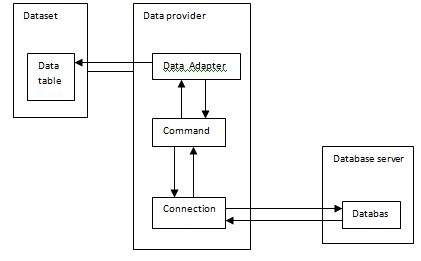 Dataset
Data provider
Data
table
Data Adapter
Command
Connection
Database server
Databas